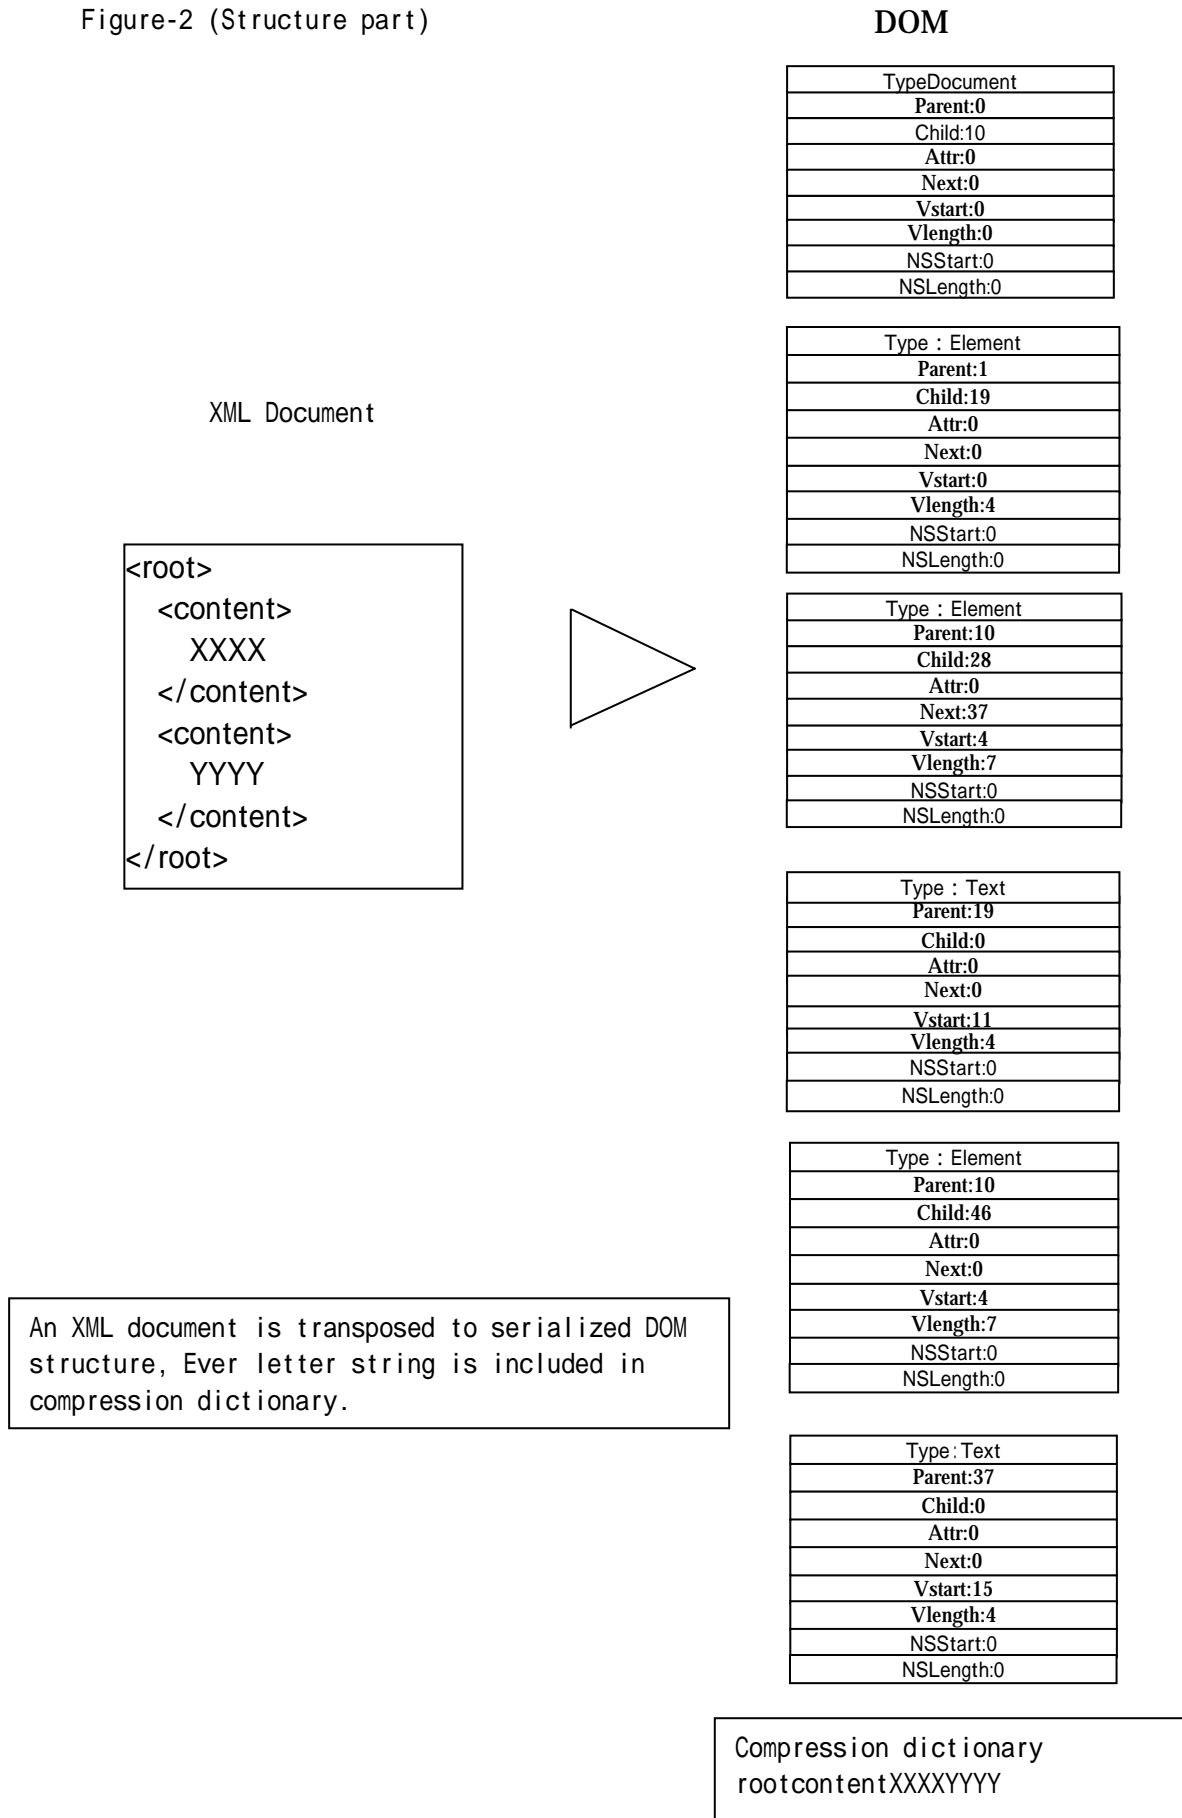 Figure-2 (Structure part)
DOM
XML Document
<root>
<content>
XXXX
</content>
<content>
YYYY
</content>
</root>
An XML document is transposed to serialized DOM
structure, Ever letter string is included in
compression dictionary.
TypeDocument
Parent:0
Child:10
Attr:0
Next:0
Vstart:0
Vlength:0
NSStart:0
NSLength:0
Type : Element
Parent:1
Child:19
Attr:0
Next:0
Vstart:0
Vlength:4
NSStart:0
NSLength:0
Type : Element
Parent:10
Child:28
Attr:0
Next:37
Vstart:4
Vlength:7
NSStart:0
NSLength:0
Type : Text
Parent:19
Child:0
Attr:0
Next:0
Vstart:11
Vlength:4
NSStart:0
NSLength:0
Type : Element
Parent:10
Child:46
Attr:0
Next:0
Vstart:4
Vlength:7
NSStart:0
NSLength:0
Type:Text
Parent:37
Child:0
Attr:0
Next:0
Vstart:15
Vlength:4
NSStart:0
NSLength:0
Compression dictionary
rootcontentXXXXYYYY